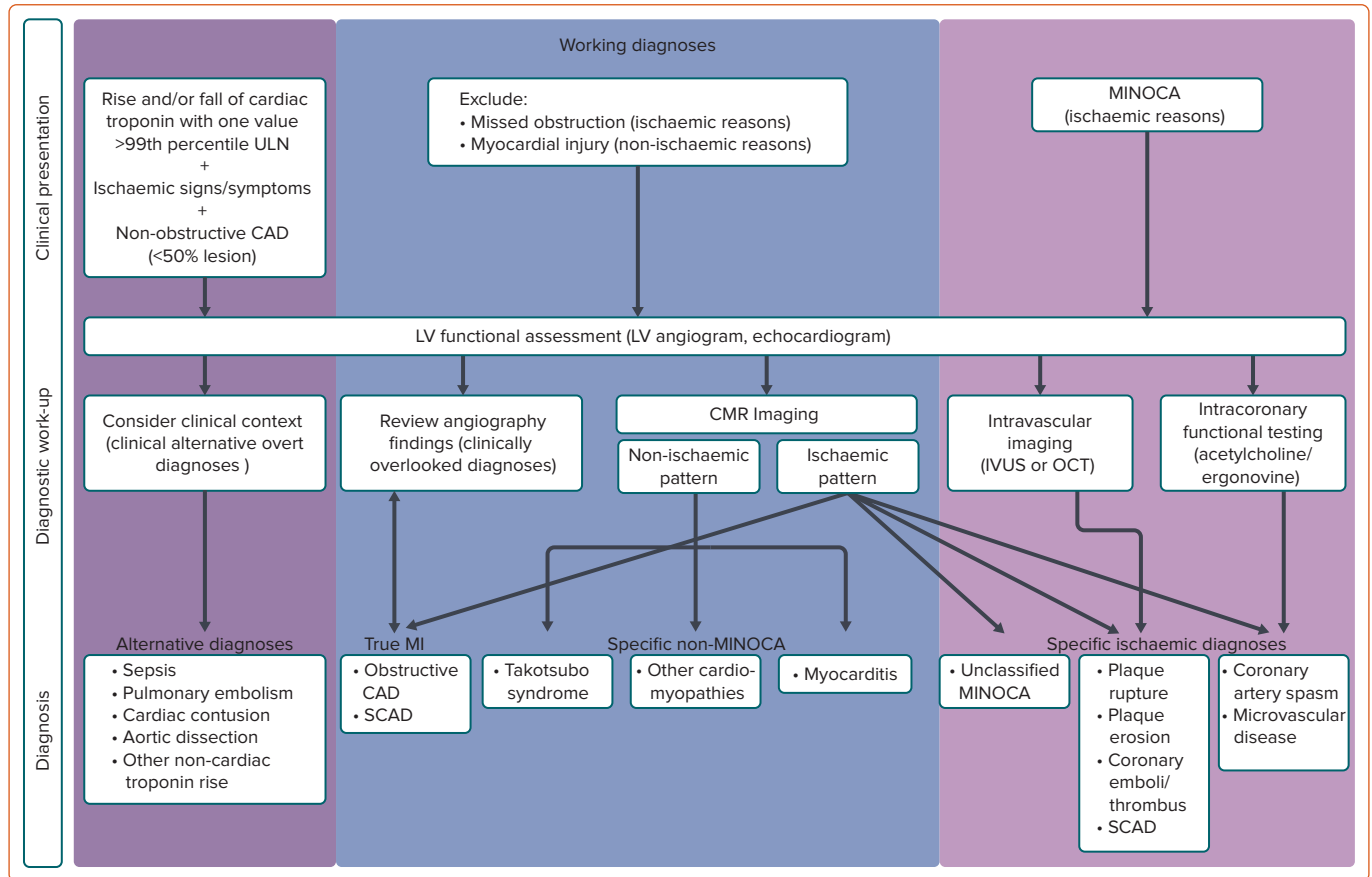 Clinical presentation
Working diagnoses
Rise and/or fall of cardiac
troponin with one value
>99th percentile ULN
+
Ischaemic signs/symptoms
+
Non-obstructive CAD
(<50% lesion)
Exclude:
• Missed obstruction (ischaemic reasons)
• Myocardial injury (non-ischaemic reasons)
MINOCA
(ischaemic reasons)
Diagnostic work-up
LV functional assessment (LV angiogram, echocardiogram)
Consider clinical context
(clinical alternative overt
diagnoses )
Review angiography
findings (clinically
overlooked diagnoses)
CMR Imaging
Non-ischaemic
pattern
Ischaemic
pattern
Intravascular
imaging
(IVUS or OCT)
Intracoronary
functional testing
(acetylcholine/
ergonovine)
Diagnosis
Alternative diagnoses
• Sepsis
• Pulmonary embolism
• Cardiac contusion
• Aortic dissection
• Other non-cardiac
troponin rise
True MI
• Obstructive
CAD
• SCAD
Specific non-MINOCA
• Takotsubo
syndrome
• Other cardio-
myopathies
• Myocarditis
Specific ischaemic diagnoses
• Unclassified
MINOCA
• Plaque
rupture
• Plaque
erosion
• Coronary
emboli/
thrombus
• SCAD
• Coronary
artery spasm
• Microvascular
disease